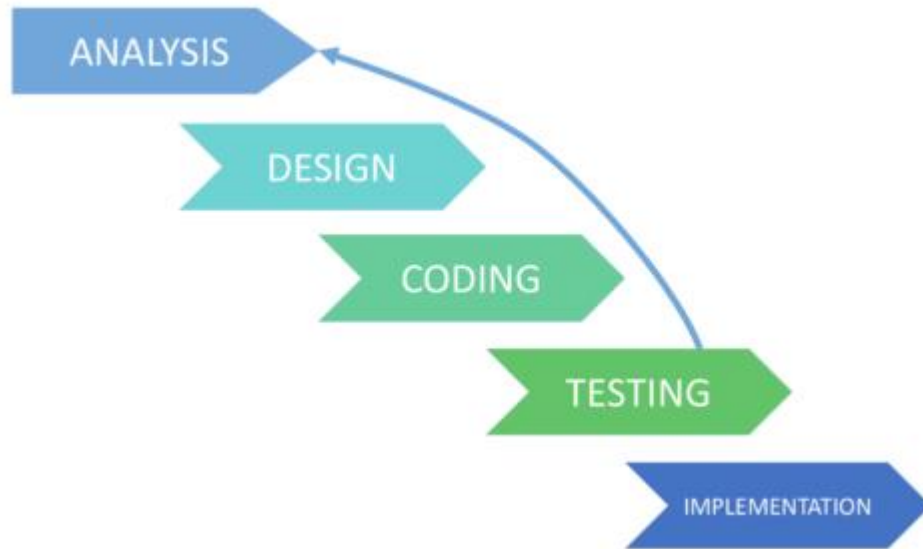 ANALYSIS
DESIGN
CODING
TESTING
IMPLEMENTATION